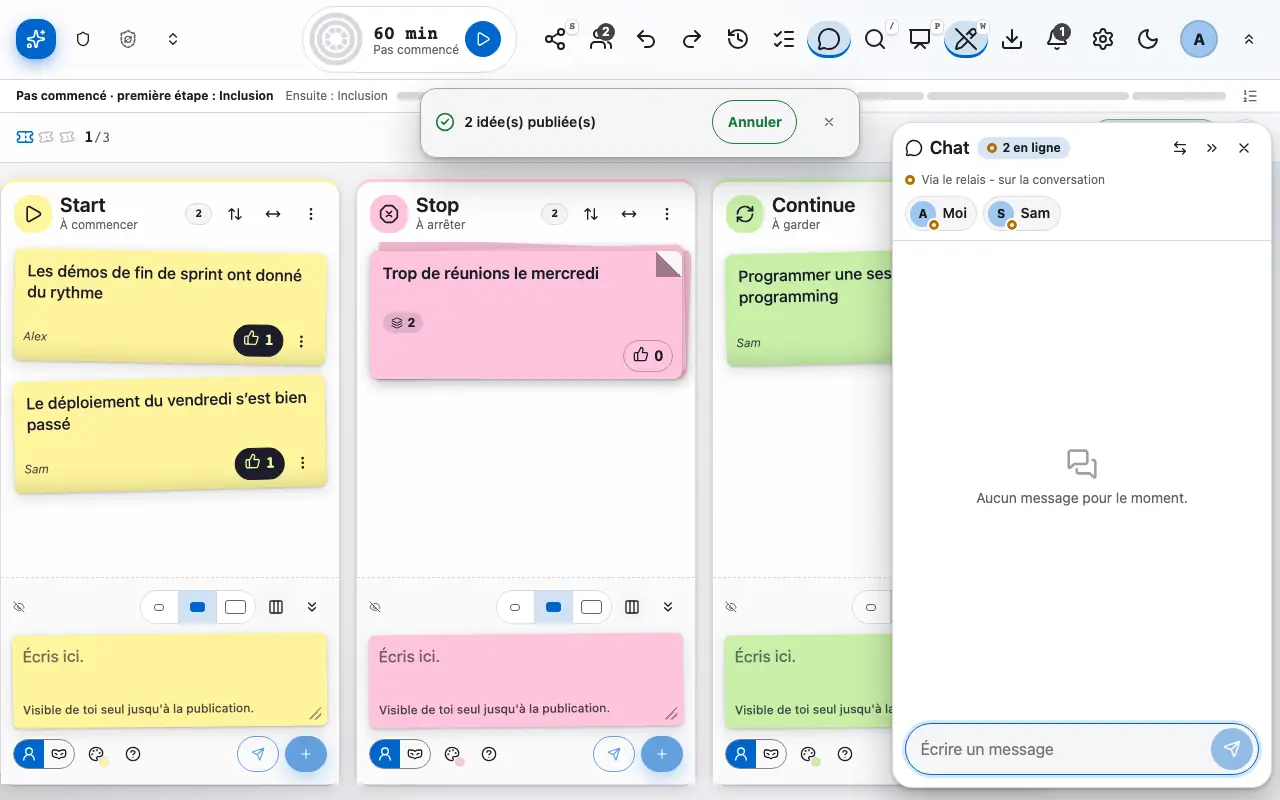 60 min
Pas commencé
S
2
/
P
W
1
A
Pas commencé · première étape : Inclusion
Ensuite : Inclusion
2 idée(s) publiée(s)
Annuler
1/3
Start
À commencer
2
Les démos de fin de sprint ont donné
du rythme
Alex
1
Le déploiement du vendredi s’est bien
passé
Sam
1
Écris ici.
Visible de toi seul jusqu'à la publication.
Stop
À arrêter
2
Trop de réunions le mercredi
2
0
Écris ici.
Visible de toi seul jusqu'à la publication.
Continue
À garder
Programmer une ses
programming
Sam
Écris ici.
Visible de toi seul jusqu'à la
Chat
2 en ligne
Via le relais - sur la conversation
A Moi
S Sam
Aucun message pour le moment.
Écrire un message